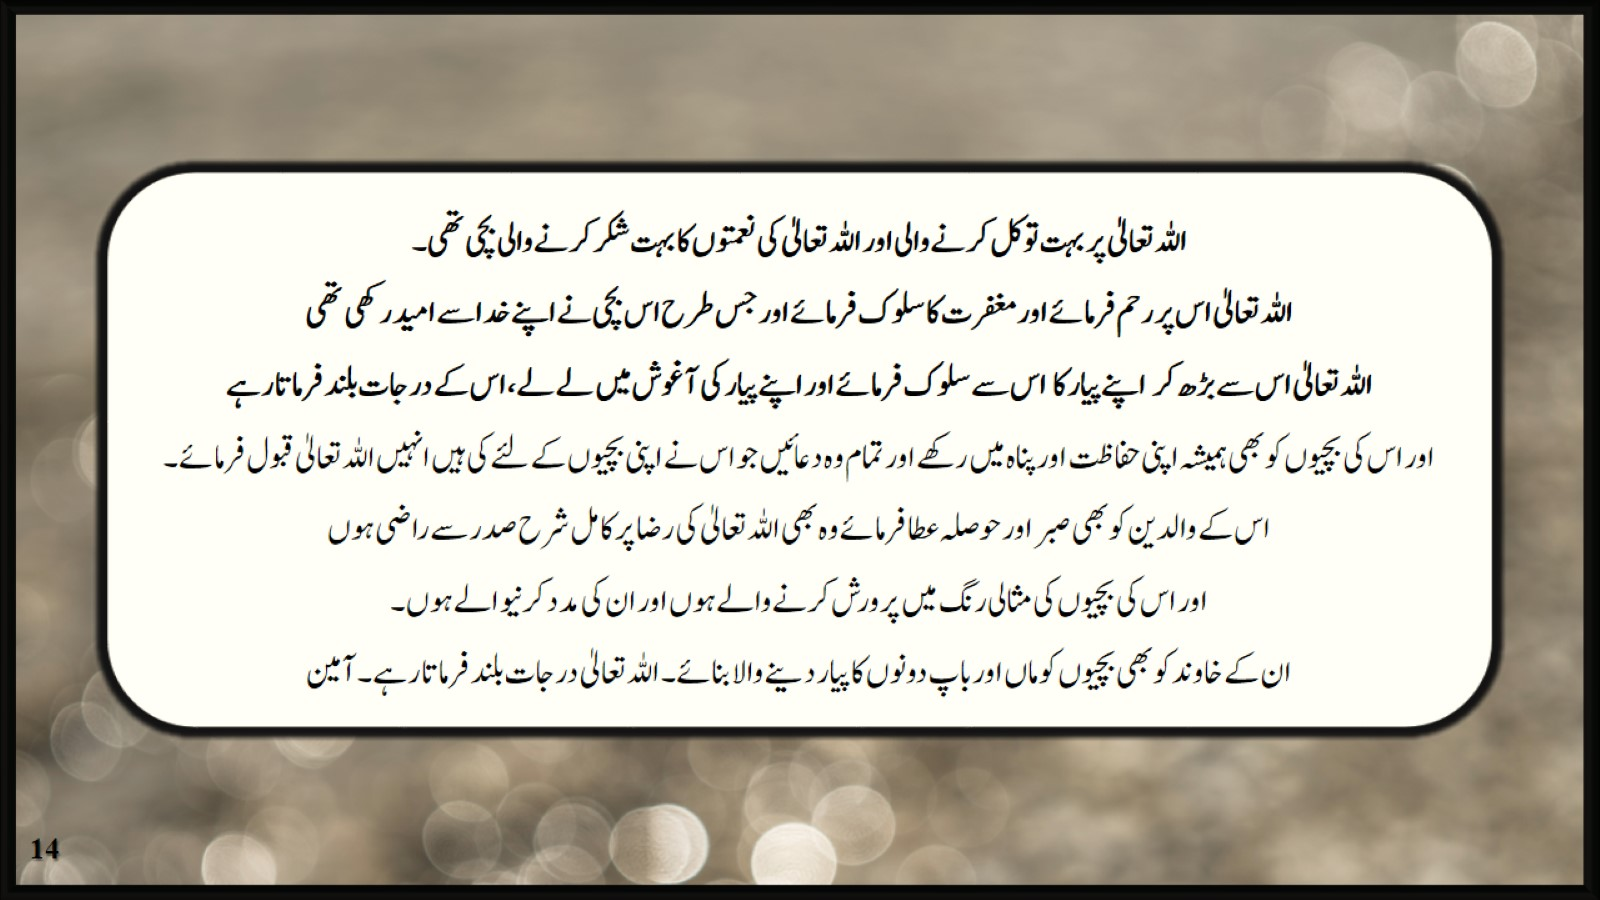 اللہ تعالیٰ پر بہت توکل کرنے والی اور اللہ تعالیٰ کی نعمتوں کا بہت شکر کرنے والی بچی تھی۔
اللہ تعالیٰ اس پر رحم فرمائے اور مغفرت کا سلوک فرمائے اور جس طرح اس بچی نے اپنے خدا سے امید رکھی تھی
اللہ تعالیٰ اس سے بڑھ کر اپنے پیار کا اس سے سلوک فرمائے اور اپنے پیار کی آغوش میں لے لے، اس کے درجات بلند فرماتا رہے
اور اس کی بچیوں کو بھی ہمیشہ اپنی حفاظت اور پناہ میں رکھے اور تمام وہ دعائیں جو اس نے اپنی بچیوں کے لئے کی ہیں انہیں اللہ تعالیٰ قبول فرمائے۔
اس کے والدین کو بھی صبر اور حوصلہ عطا فرمائے وہ بھی اللہ تعالیٰ کی رضا پر کامل شرح صدر سے راضی ہوں
اور اس کی بچیوں کی مثالی رنگ میں پرورش کرنے والے ہوں اور ان کی مدد کرنیوالے ہوں۔
ان کے خاوند کو بھی بچیوں کو ماں اور باپ دونوں کا پیار دینے والا بنائے۔ اللہ تعالیٰ درجات بلند فرماتا رہے۔ آمین
14